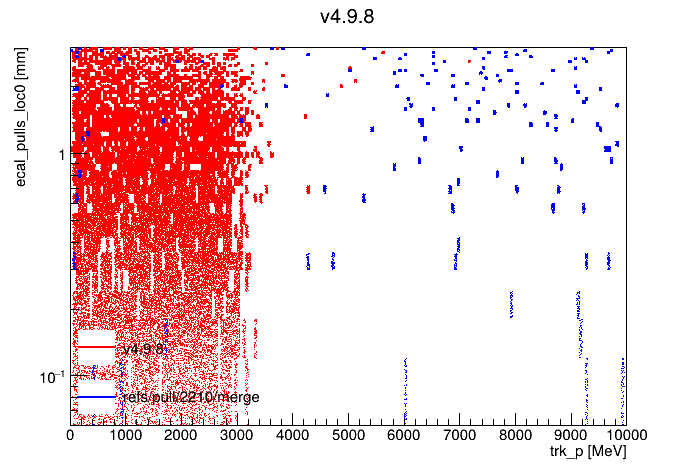 v4.9.8
ecal_pulls_loc0 [mm]
1
10⁻¹
v4.9.8
refs/pull/2210/merge
0 1000 2000 3000 4000 5000 6000 7000 8000 9000 10000
trk_p [MeV]